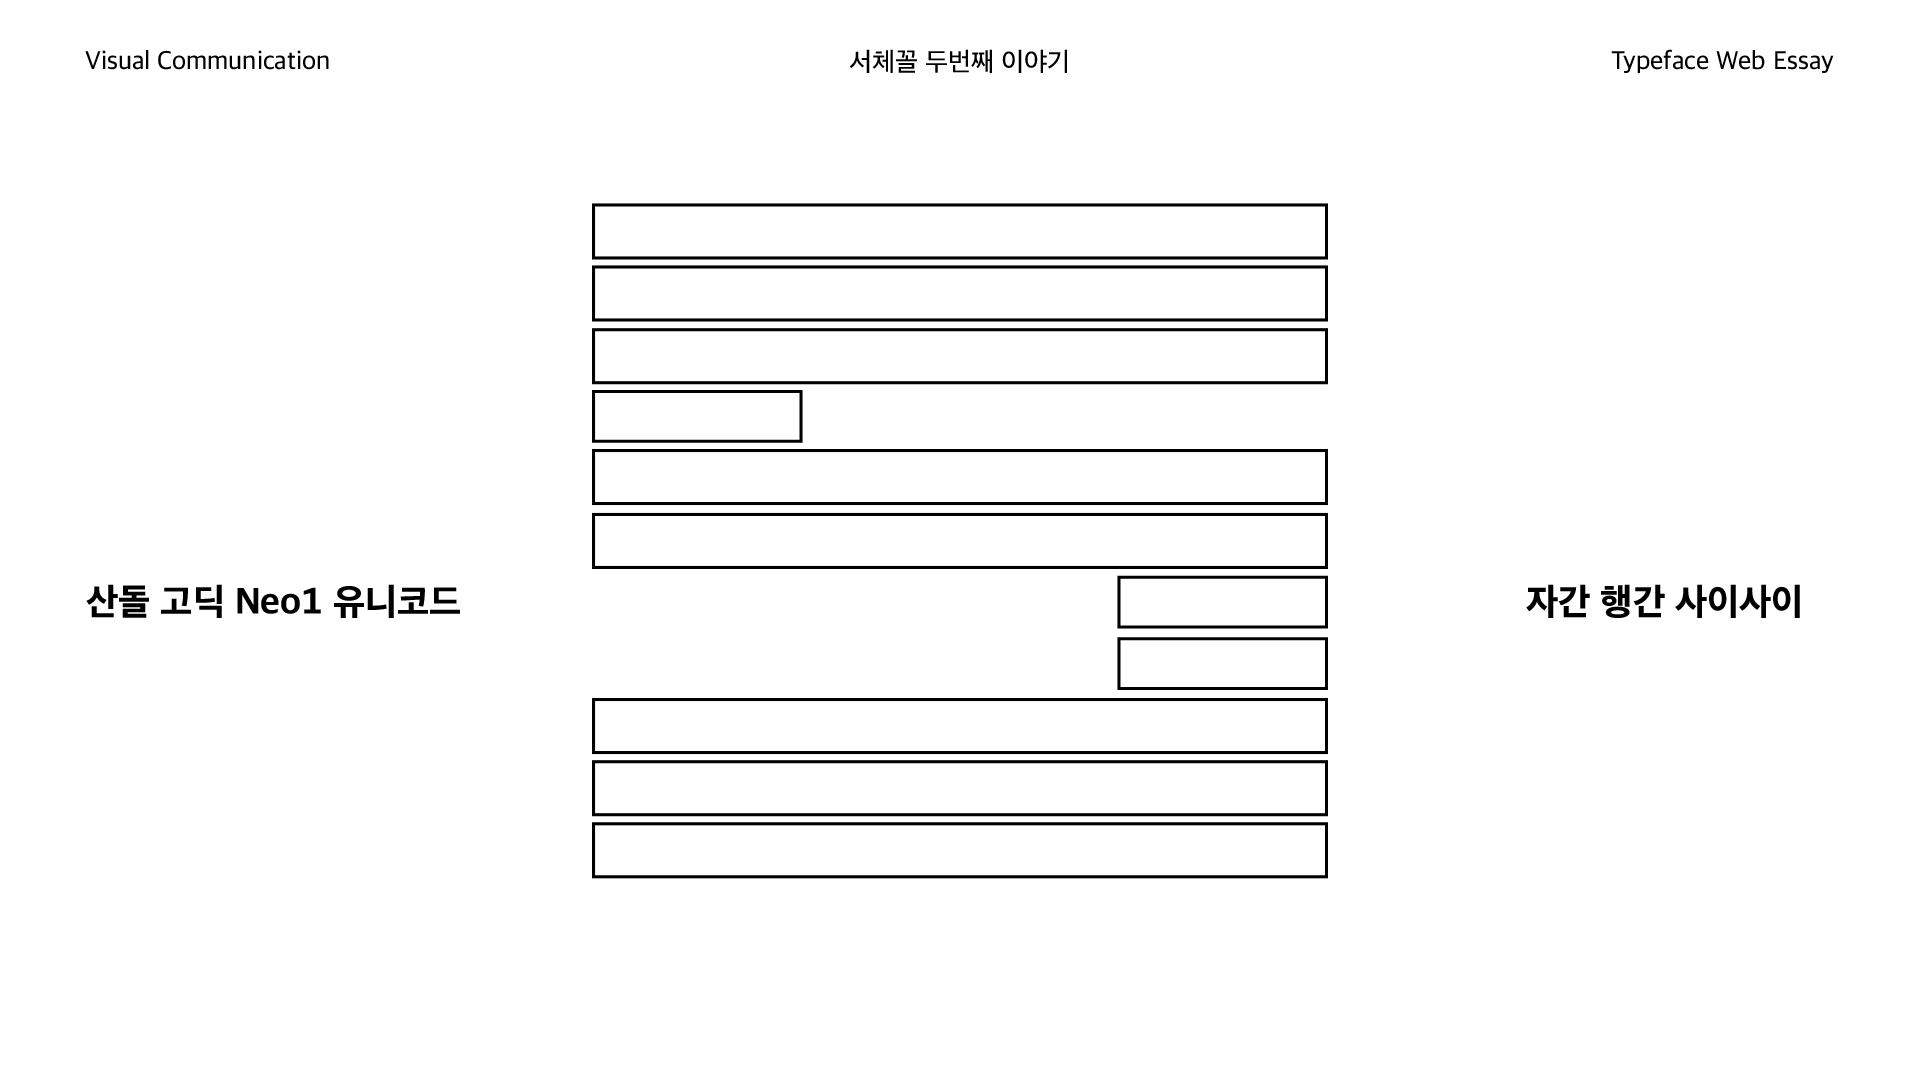 Visual Communication
서체꼴 두번째 이야기
Typeface Web Essay
산돌 고딕 Neo1 유니코드
자간 행간 사이사이